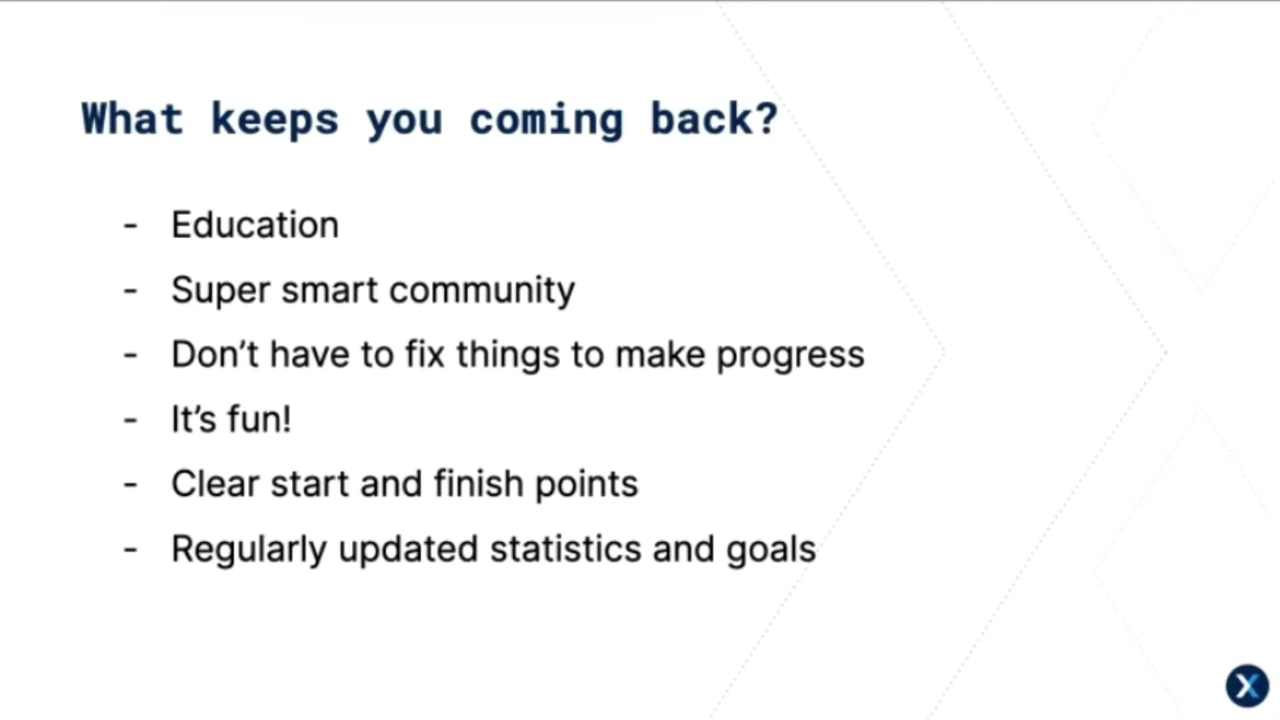 What keeps you coming back?
- Education
- Super smart community
- Don’t have to fix things to make progress
- It’s fun!
- Clear start and finish points
- Regularly updated statistics and goals
X